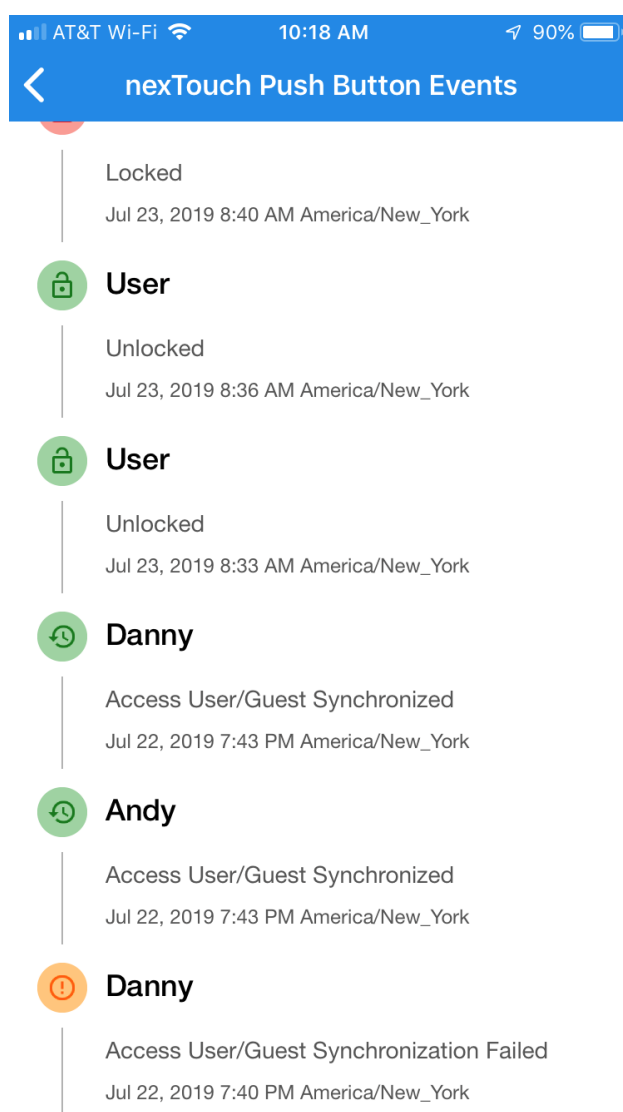 AT&T Wi-Fi 10:18 AM 90%
nexTouch Push Button Events
Locked
Jul 23, 2019 8:40 AM America/New_York
User
Unlocked
Jul 23, 2019 8:36 AM America/New_York
User
Unlocked
Jul 23, 2019 8:33 AM America/New_York
Danny
Access User/Guest Synchronized
Jul 22, 2019 7:43 PM America/New_York
Andy
Access User/Guest Synchronized
Jul 22, 2019 7:43 PM America/New_York
Danny
Access User/Guest Synchronization Failed
Jul 22, 2019 7:40 PM America/New_York